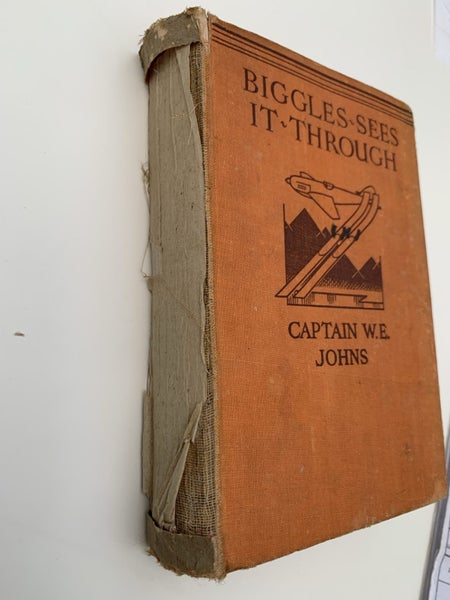 BIGGLES·SEES
IT·THROUGH
CAPTAIN W.E.
JOHNS